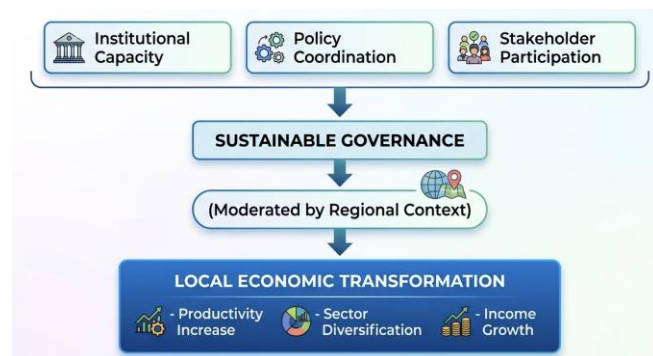 Institutional
Capacity
Policy
Coordination
Stakeholder
Participation
SUSTAINABLE GOVERNANCE
(Moderated by Regional Context)
LOCAL ECONOMIC TRANSFORMATION
- Productivity
Increase
- Sector
Diversification
- Income
Growth